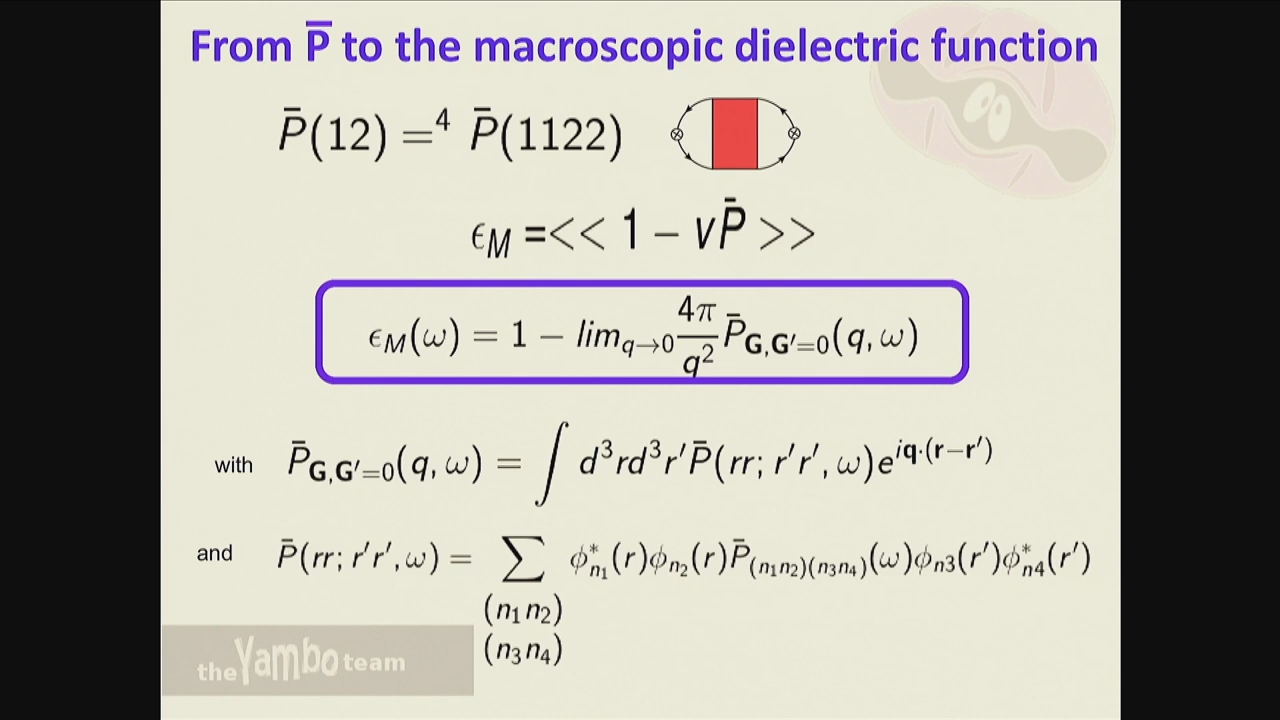 From P̄ to the macroscopic dielectric function
P̄(12) =⁴ P̄(1122)
ϵ_M =<< 1 − vP̄ >>
ϵ_M(ω) = 1 − lim_{q→0} 4π/q² P̄_{G,G′=0}(q, ω)
with P̄_{G,G′=0}(q, ω) = ∫ d³rd³r′P̄(rr; r′r′, ω)e^{iq·(r−r′)}
and P̄(rr; r′r′, ω) = ∑ ϕ*_{n₁}(r)ϕ_{n₂}(r)P̄_{(n₁n₂)(n₃n₄)}(ω)ϕ_{n3}(r′)ϕ*_{n4}(r′)
(n₁n₂)
(n₃n₄)
the Yambo team